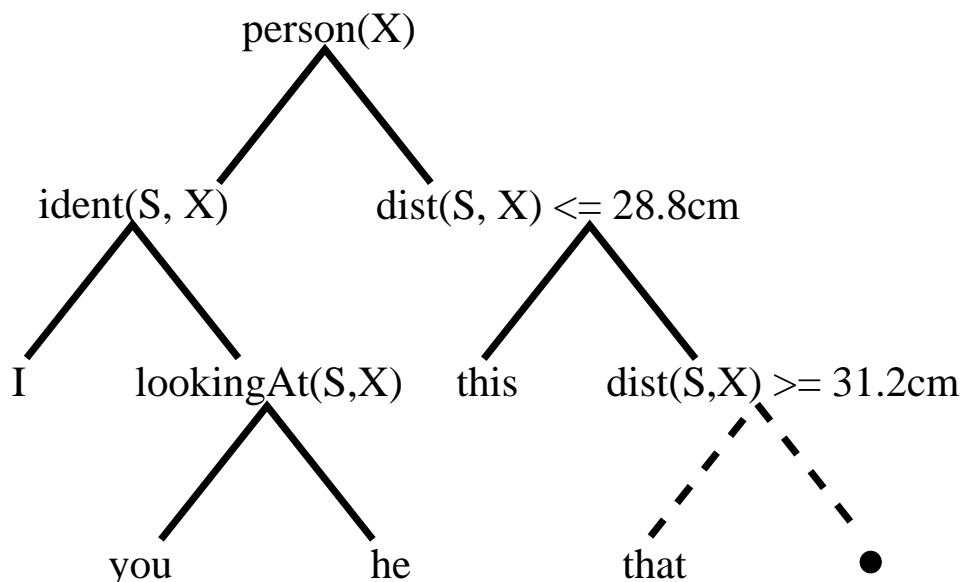 person(X)
ident(S, X) dist(S, X) <= 28.8cm
I lookingAt(S,X) this dist(S,X) >= 31.2cm
you he that